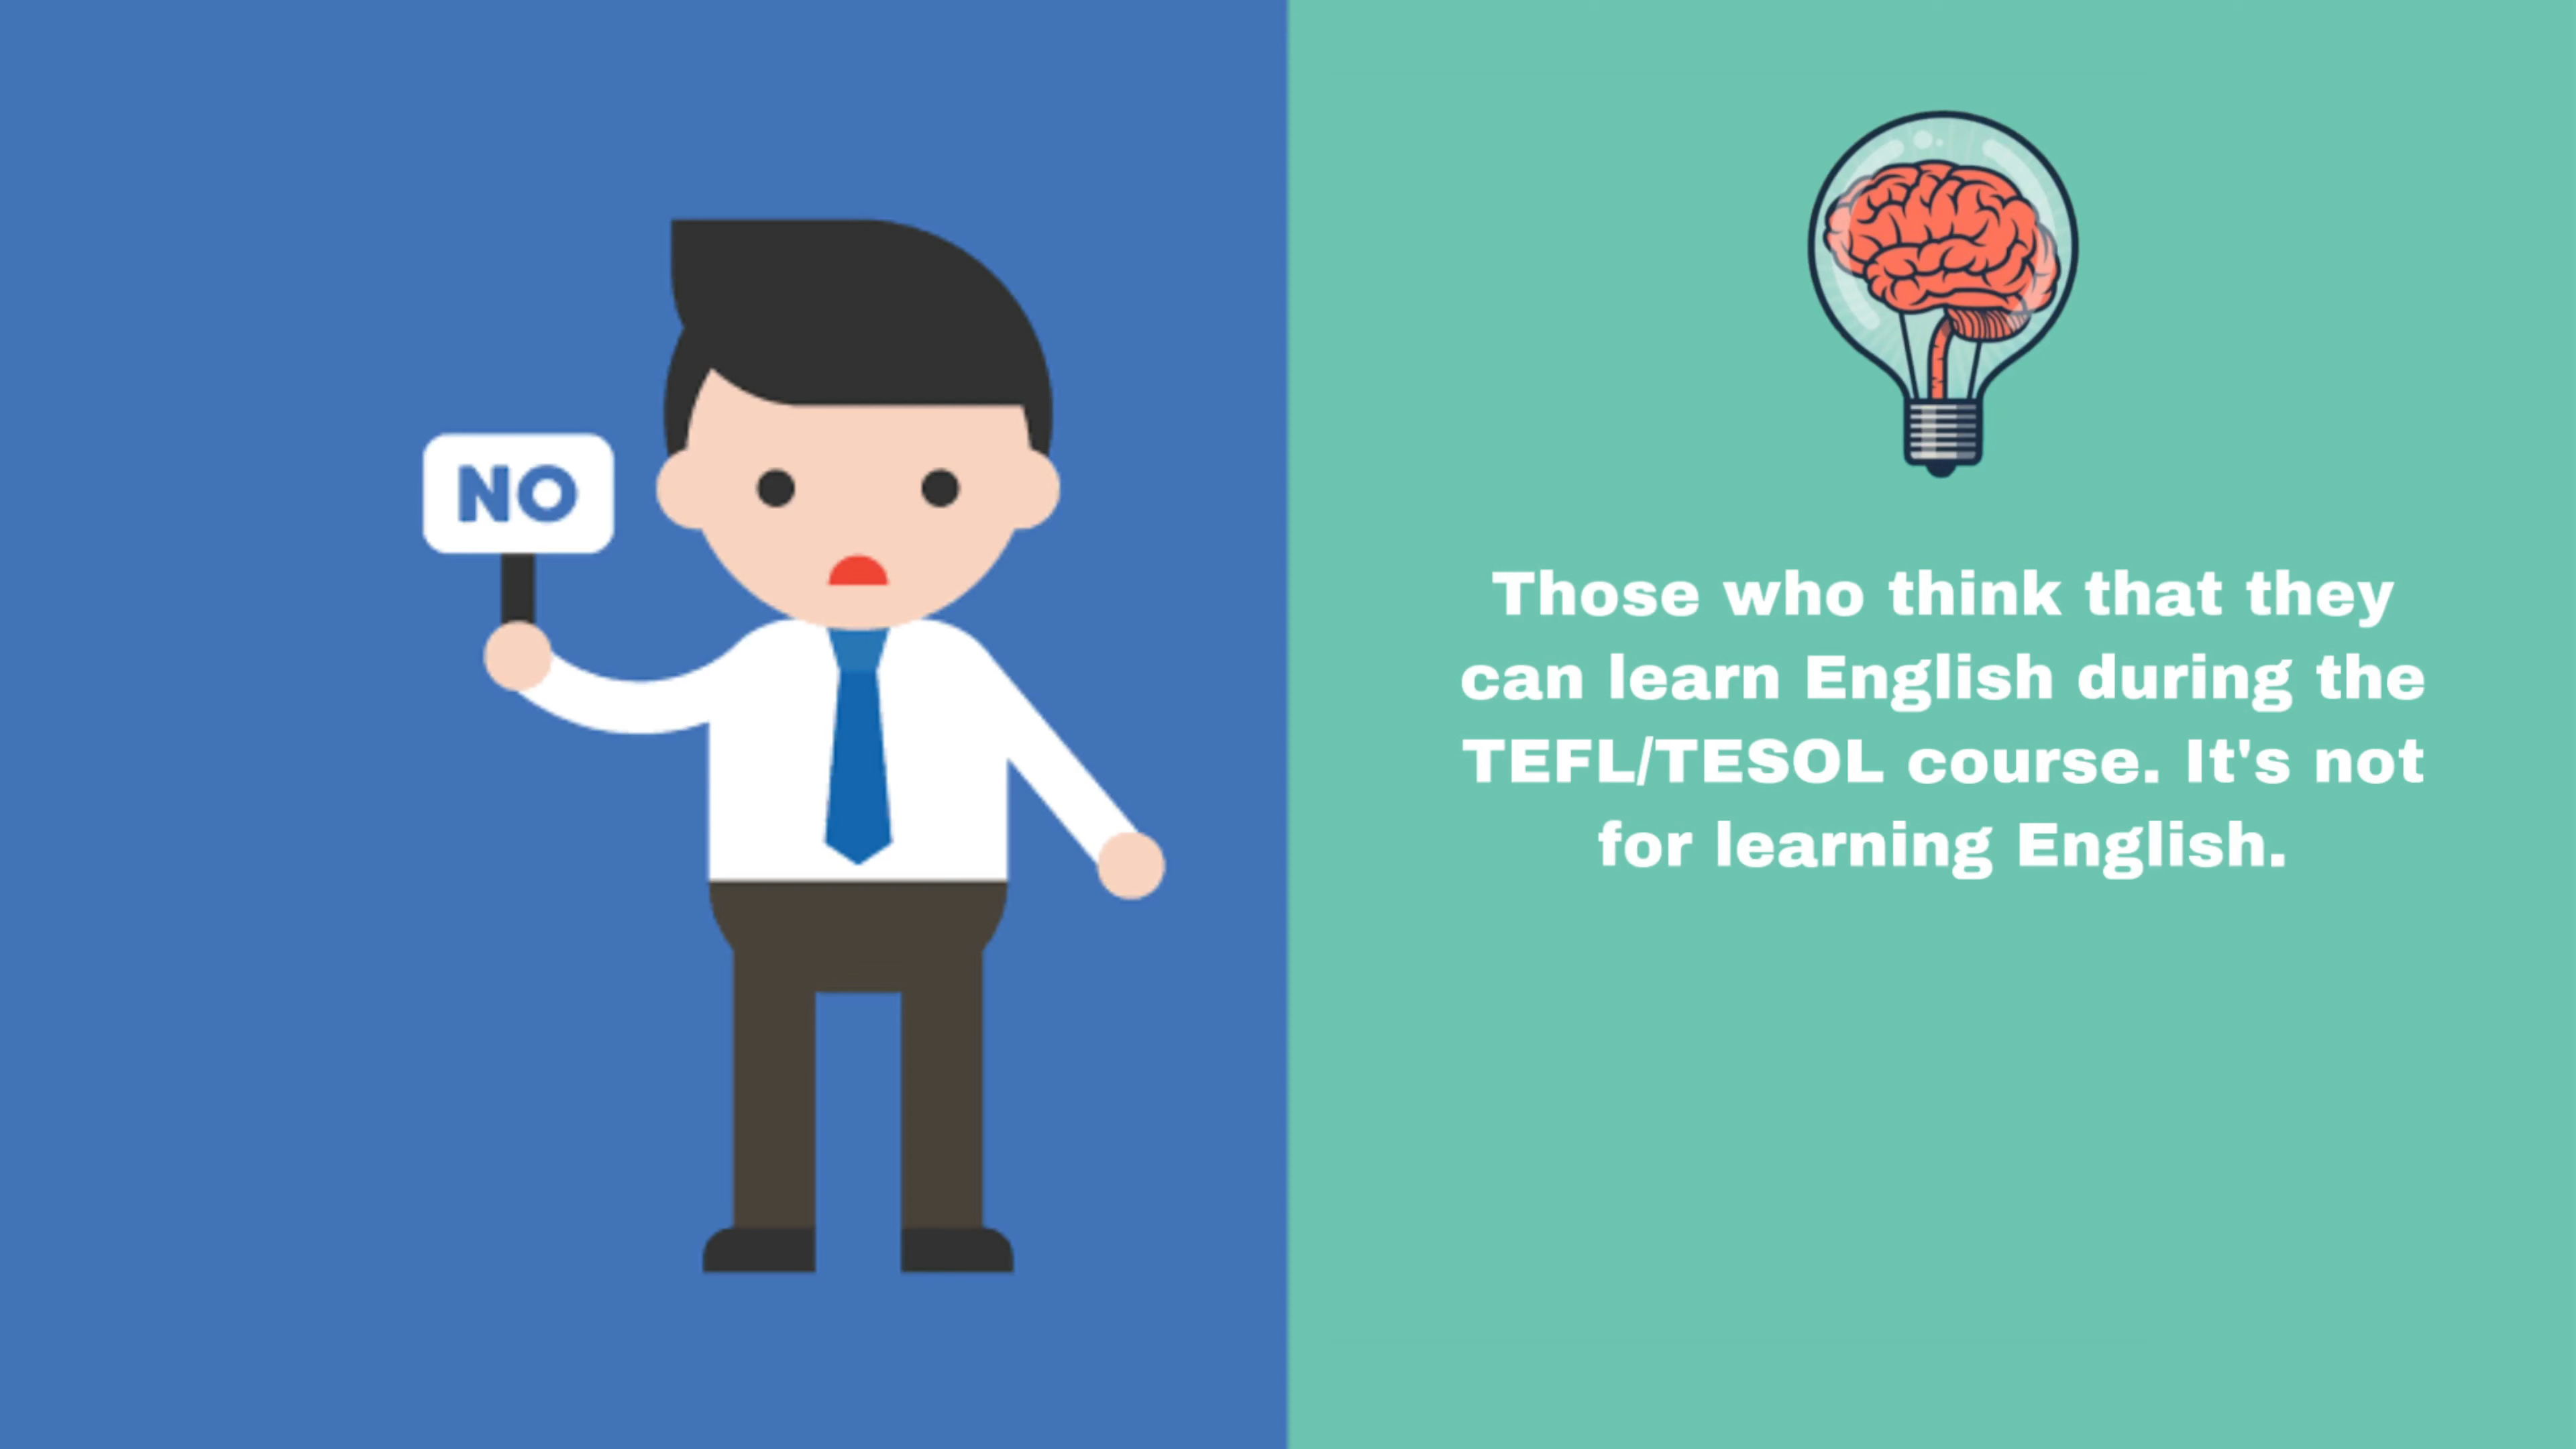 NO
Those who think that they
can learn English during the
TEFL/TESOL course. It's not
for learning English.